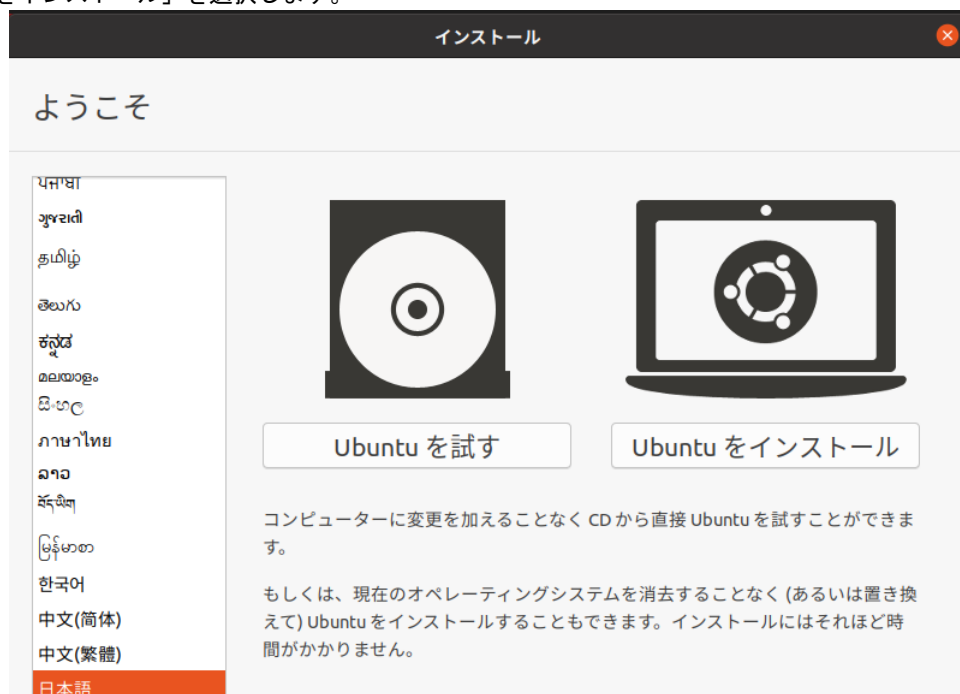 をインストール」を選択します。
インストール
ようこそ
ਪੰਜਾਬੀ
ગુજરાતી
தமிழ்
తెలుగు
ಕನ್ನಡ
മലയാളം
සිංහල
ภาษาไทย
ລາວ
བོད་ཡིག
မြန်မာစာ
한국어
中文(简体)
中文(繁體)
日本語
Ubuntu を試す
Ubuntu をインストール
コンピューターに変更を加えることなく CD から直接 Ubuntu を試すことができま
す。
もしくは、現在のオペレーティングシステムを消去することなく (あるいは置き換
えて) Ubuntu をインストールすることもできます。インストールにはそれほど時
間がかかりません。